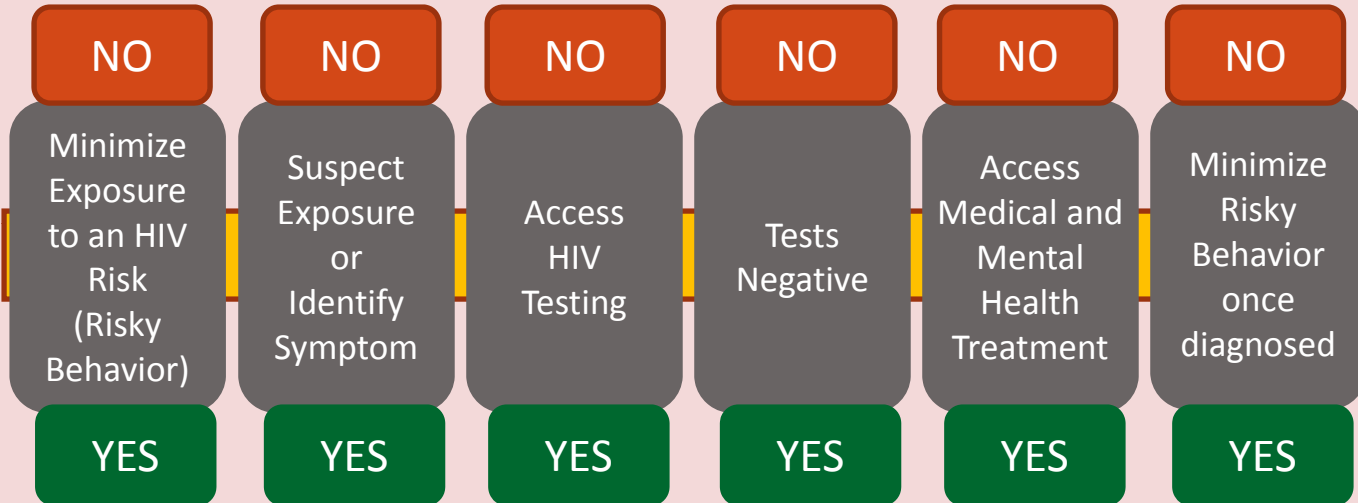 NO
NO
NO
NO
NO
NO
Minimize
Exposure
to an HIV
Risk
(Risky
Behavior)
Suspect
Exposure
or
Identify
Symptom
Access
HIV
Testing
Tests
Negative
Access
Medical and
Mental
Health
Treatment
Minimize
Risky
Behavior
once
diagnosed
YES
YES
YES
YES
YES
YES